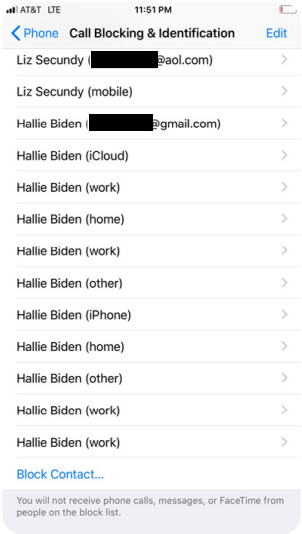 AT&T LTE 11:51 PM
Phone Call Blocking & Identification Edit
Liz Secundy ( @aol.com)
Liz Secundy (mobile)
Hallie Biden ( @gmail.com)
Hallie Biden (iCloud)
Hallie Biden (work)
Hallie Biden (home)
Hallie Biden (work)
Hallie Biden (other)
Hallie Biden (iPhone)
Hallie Biden (home)
Hallie Biden (other)
Hallie Biden (work)
Hallie Biden (work)
Block Contact...
You will not receive phone calls, messages, or FaceTime from
people on the block list.